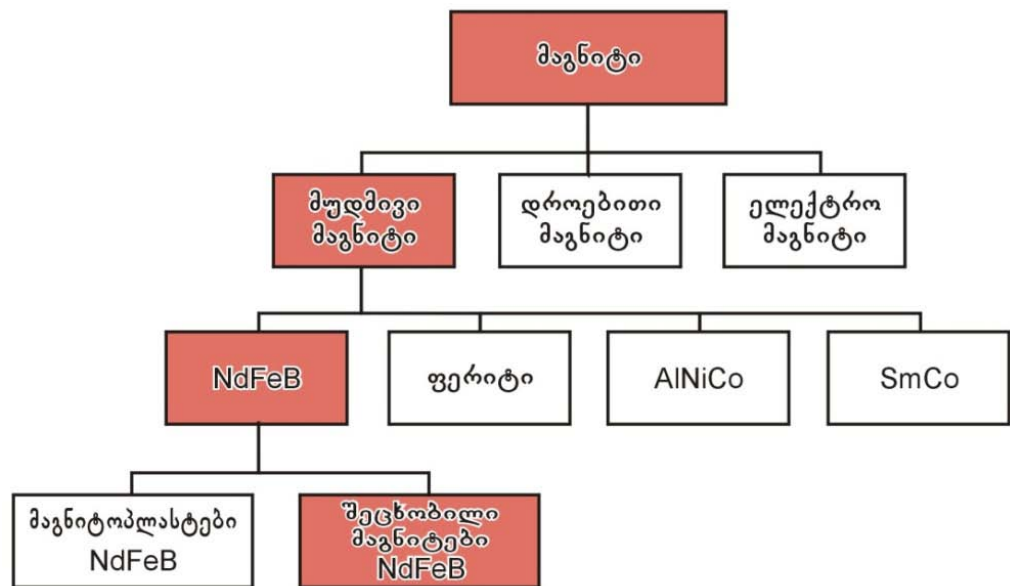 მაგნიტი
მუდმივი
მაგნიტი
დროებითი
მაგნიტი
ელექტრო
მაგნიტი
NdFeB
ფერიტი
AlNiCo
SmCo
მაგნიტოპლასტები
NdFeB
შეცხობილი
მაგნიტები
NdFeB